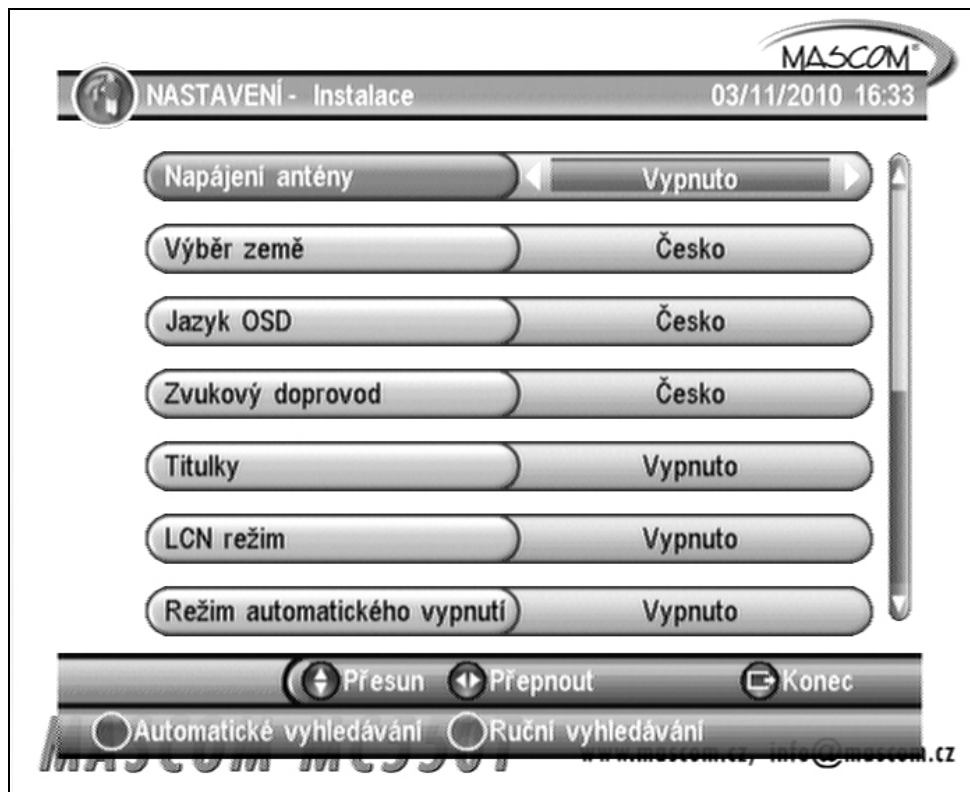 MASCOM®
NASTAVENÍ - Instalace 03/11/2010 16:33
Napájení antény Vypnuto
Výběr země Česko
Jazyk OSD Česko
Zvukový doprovod Česko
Titulky Vypnuto
LCN režim Vypnuto
Režim automatického vypnutí Vypnuto
Přesun Přepnout Konec
Automatické vyhledávání Ruční vyhledávání
MASCOM www.mascom.cz, info@mascom.cz